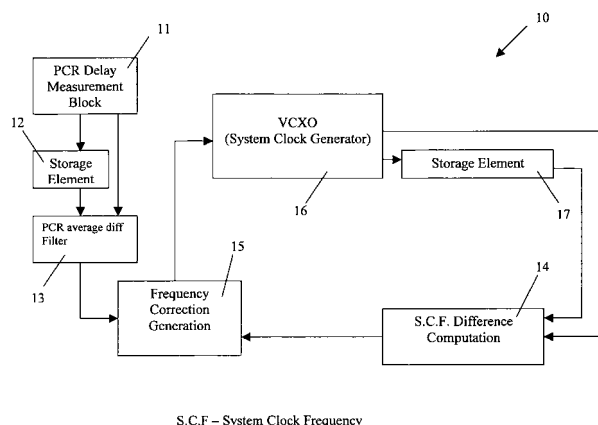 10
11
PCR Delay
Measurement
Block
12
Storage
Element
PCR average diff
Filter
13
VCXO
(System Clock Generator)
16
Storage Element
17
15
Frequency
Correction
Generation
14
S.C.F. Difference
Computation
S.C.F – System Clock Frequency